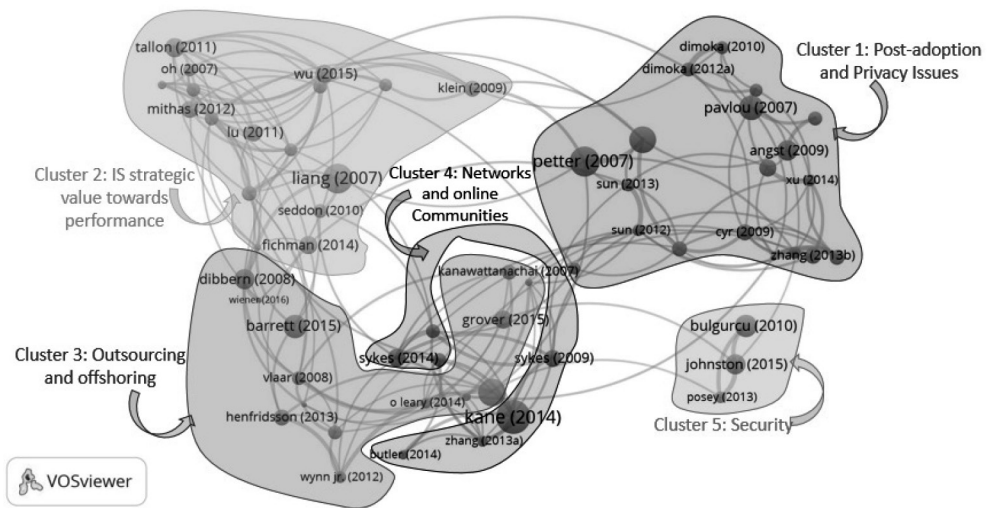 tallon (2011)
oh (2007)
mithas (2012)
wu (2015)
klein (2009)
lu (2011)
liang (2007)
seddon (2010)
fichman (2014)
Cluster 2: IS strategic
value towards
performance
Cluster 4: Networks
and online
Communities
dimoka (2010)
dimoka (2012a)
pavlou (2007)
Cluster 1: Post-adoption
and Privacy Issues
petter (2007)
angst (2009)
sun (2013)
xu (2014)
sun (2012)
cyr (2009)
zhang (2013b)
dibbern (2008)
wiener (2016)
barrett (2015)
vlaar (2008)
henfridsson (2013)
wynn jr. (2012)
Cluster 3: Outsourcing
and offshoring
kanawattanachai (2007)
grover (2015)
sykes (2014)
sykes (2009)
o leary (2014)
kane (2014)
zhang (2013a)
butler (2014)
bulgurcu (2010)
johnston (2015)
posey (2013)
Cluster 5: Security
VOSviewer